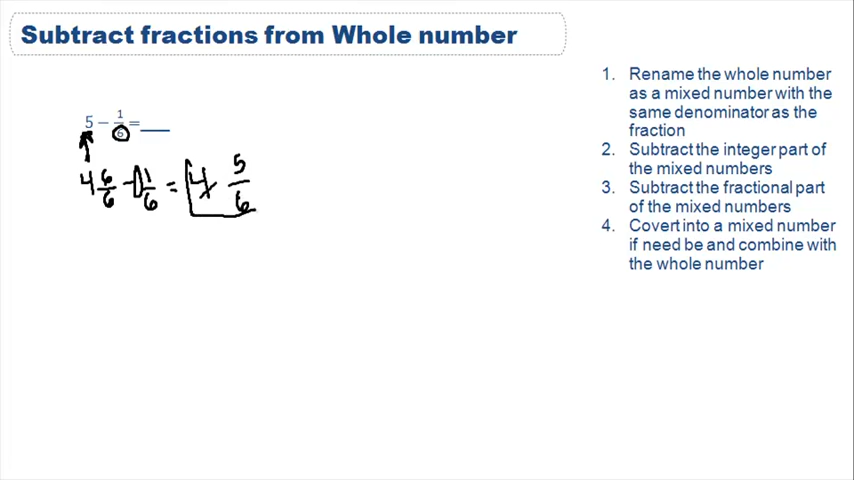 Subtract fractions from Whole number
5 − 1/6 = ___
4 6/6 − 0 1/6 = 4 5/6
1. Rename the whole number
as a mixed number with the
same denominator as the
fraction
2. Subtract the integer part of
the mixed numbers
3. Subtract the fractional part
of the mixed numbers
4. Covert into a mixed number
if need be and combine with
the whole number